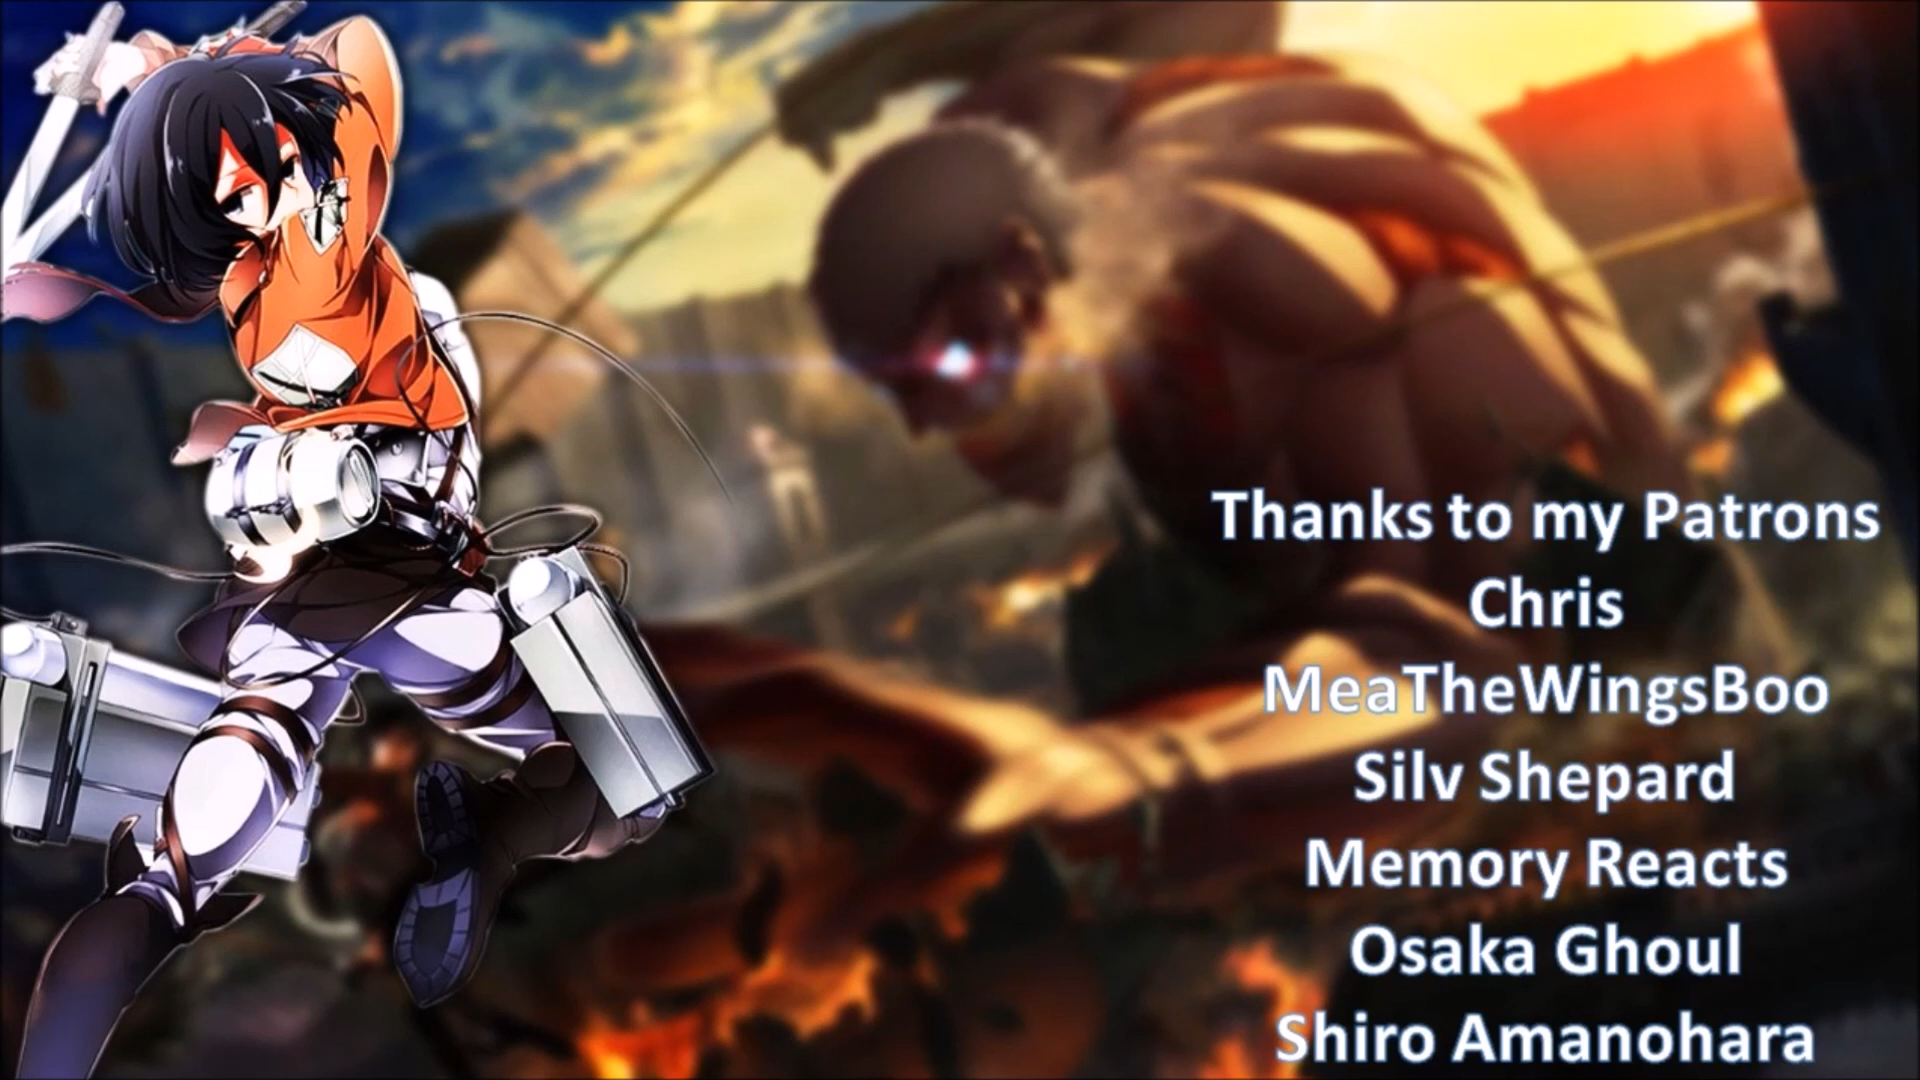 Thanks to my Patrons
Chris
MeaTheWingsBoo
Silv Shepard
Memory Reacts
Osaka Ghoul
Shiro Amanohara